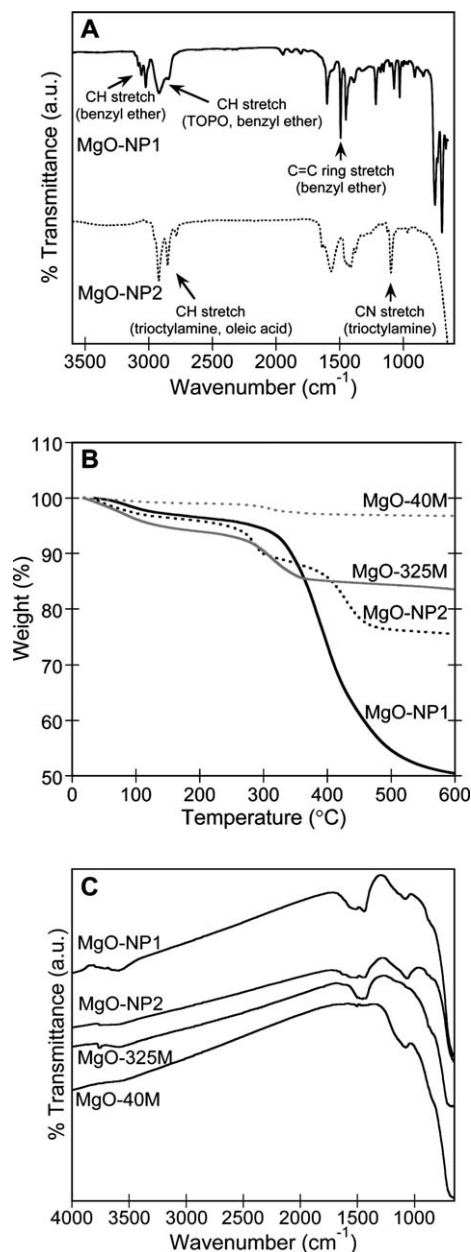 A
CH stretch
(benzyl ether)
CH stretch
(TOPO, benzyl ether)
MgO-NP1
C=C ring stretch
(benzyl ether)
MgO-NP2
CH stretch
(trioctylamine, oleic acid)
CN stretch
(trioctylamine)
% Transmittance (a.u.)
3500 3000 2500 2000 1500 1000
Wavenumber (cm⁻¹)
B
110
100
90
80
70
60
50
Weight (%)
MgO-40M
MgO-325M
MgO-NP2
MgO-NP1
0 100 200 300 400 500 600
Temperature (°C)
C
% Transmittance (a.u.)
MgO-NP1
MgO-NP2
MgO-325M
MgO-40M
4000 3500 3000 2500 2000 1500 1000
Wavenumber (cm⁻¹)